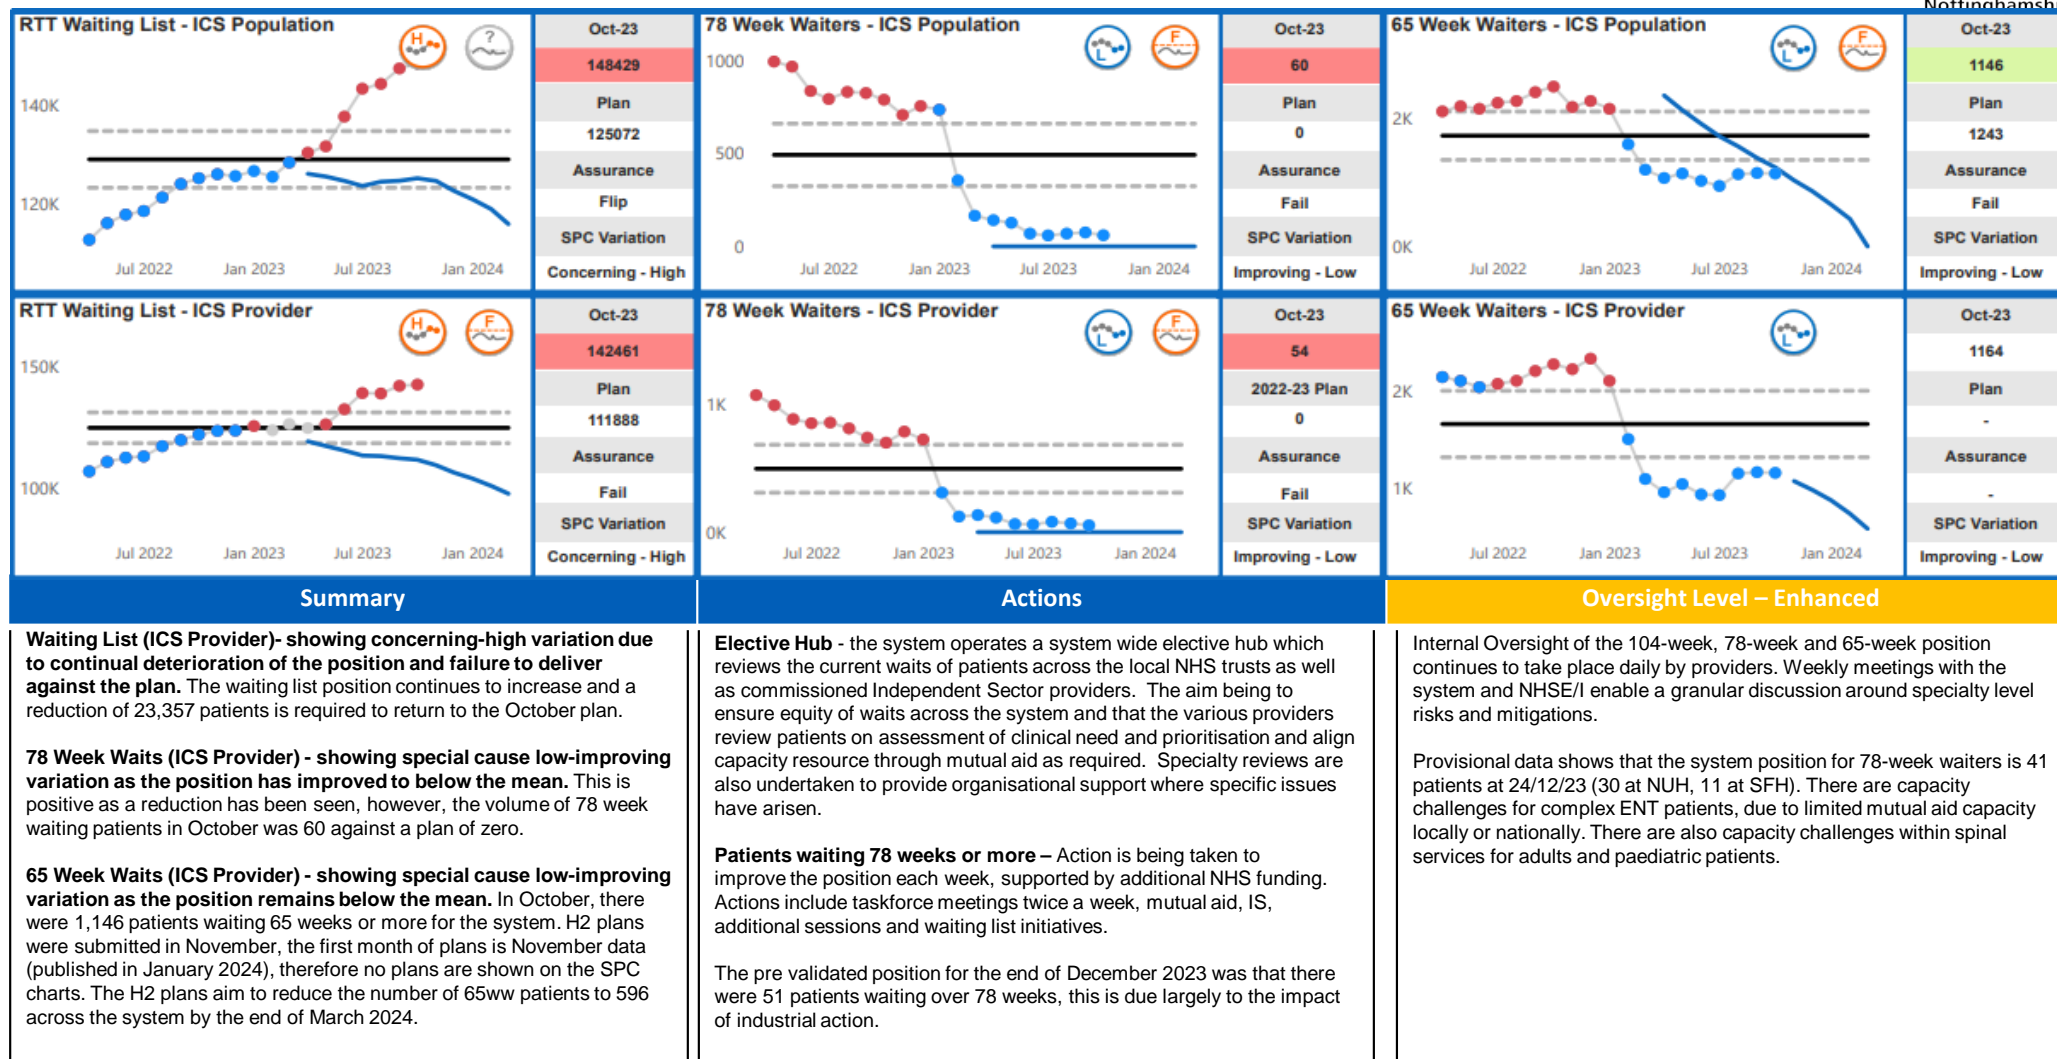 Nottinghamsh
RTT Waiting List - ICS Population
H
?
140K
120K
Jul 2022
Jan 2023
Jul 2023
Jan 2024
Oct-23
148429
Plan
125072
Assurance
Flip
SPC Variation
Concerning - High
78 Week Waiters - ICS Population
L
F
1000
500
0
Jul 2022
Jan 2023
Jul 2023
Jan 2024
Oct-23
60
Plan
0
Assurance
Fail
SPC Variation
Improving - Low
65 Week Waiters - ICS Population
L
F
2K
0K
Jul 2022
Jan 2023
Jul 2023
Jan 2024
Oct-23
1146
Plan
1243
Assurance
Fail
SPC Variation
Improving - Low
RTT Waiting List - ICS Provider
H
F
150K
100K
Jul 2022
Jan 2023
Jul 2023
Jan 2024
Oct-23
142461
Plan
111888
Assurance
Fail
SPC Variation
Concerning - High
78 Week Waiters - ICS Provider
L
F
1K
0K
Jul 2022
Jan 2023
Jul 2023
Jan 2024
Oct-23
54
2022-23 Plan
0
Assurance
Fail
SPC Variation
Improving - Low
65 Week Waiters - ICS Provider
L
2K
1K
Jul 2022
Jan 2023
Jul 2023
Jan 2024
Oct-23
1164
Plan
-
Assurance
-
SPC Variation
Improving - Low
Summary
Waiting List (ICS Provider)- showing concerning-high variation due
to continual deterioration of the position and failure to deliver
against the plan. The waiting list position continues to increase and a
reduction of 23,357 patients is required to return to the October plan.
78 Week Waits (ICS Provider) - showing special cause low-improving
variation as the position has improved to below the mean. This is
positive as a reduction has been seen, however, the volume of 78 week
waiting patients in October was 60 against a plan of zero.
65 Week Waits (ICS Provider) - showing special cause low-improving
variation as the position remains below the mean. In October, there
were 1,146 patients waiting 65 weeks or more for the system. H2 plans
were submitted in November, the first month of plans is November data
(published in January 2024), therefore no plans are shown on the SPC
charts. The H2 plans aim to reduce the number of 65ww patients to 596
across the system by the end of March 2024.
Actions
Elective Hub - the system operates a system wide elective hub which
reviews the current waits of patients across the local NHS trusts as well
as commissioned Independent Sector providers. The aim being to
ensure equity of waits across the system and that the various providers
review patients on assessment of clinical need and prioritisation and align
capacity resource through mutual aid as required. Specialty reviews are
also undertaken to provide organisational support where specific issues
have arisen.
Patients waiting 78 weeks or more – Action is being taken to
improve the position each week, supported by additional NHS funding.
Actions include taskforce meetings twice a week, mutual aid, IS,
additional sessions and waiting list initiatives.
The pre validated position for the end of December 2023 was that there
were 51 patients waiting over 78 weeks, this is due largely to the impact
of industrial action.
Oversight Level – Enhanced
Internal Oversight of the 104-week, 78-week and 65-week position
continues to take place daily by providers. Weekly meetings with the
system and NHSE/I enable a granular discussion around specialty level
risks and mitigations.
Provisional data shows that the system position for 78-week waiters is 41
patients at 24/12/23 (30 at NUH, 11 at SFH). There are capacity
challenges for complex ENT patients, due to limited mutual aid capacity
locally or nationally. There are also capacity challenges within spinal
services for adults and paediatric patients.